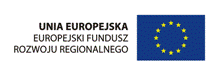 UNIA EUROPEJSKA
EUROPEJSKI FUNDUSZ
ROZWOJU REGIONALNEGO